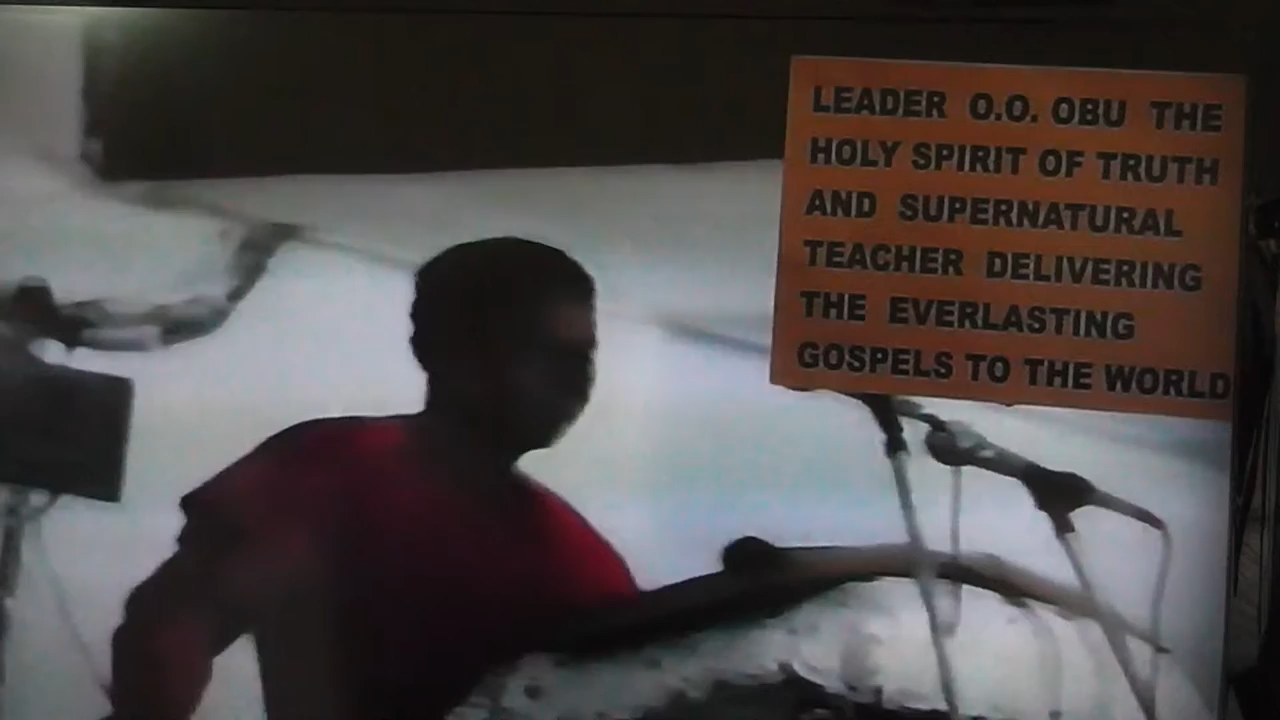 LEADER O.O. OBU THE
HOLY SPIRIT OF TRUTH
AND SUPERNATURAL
TEACHER DELIVERING
THE EVERLASTING
GOSPELS TO THE WORLD